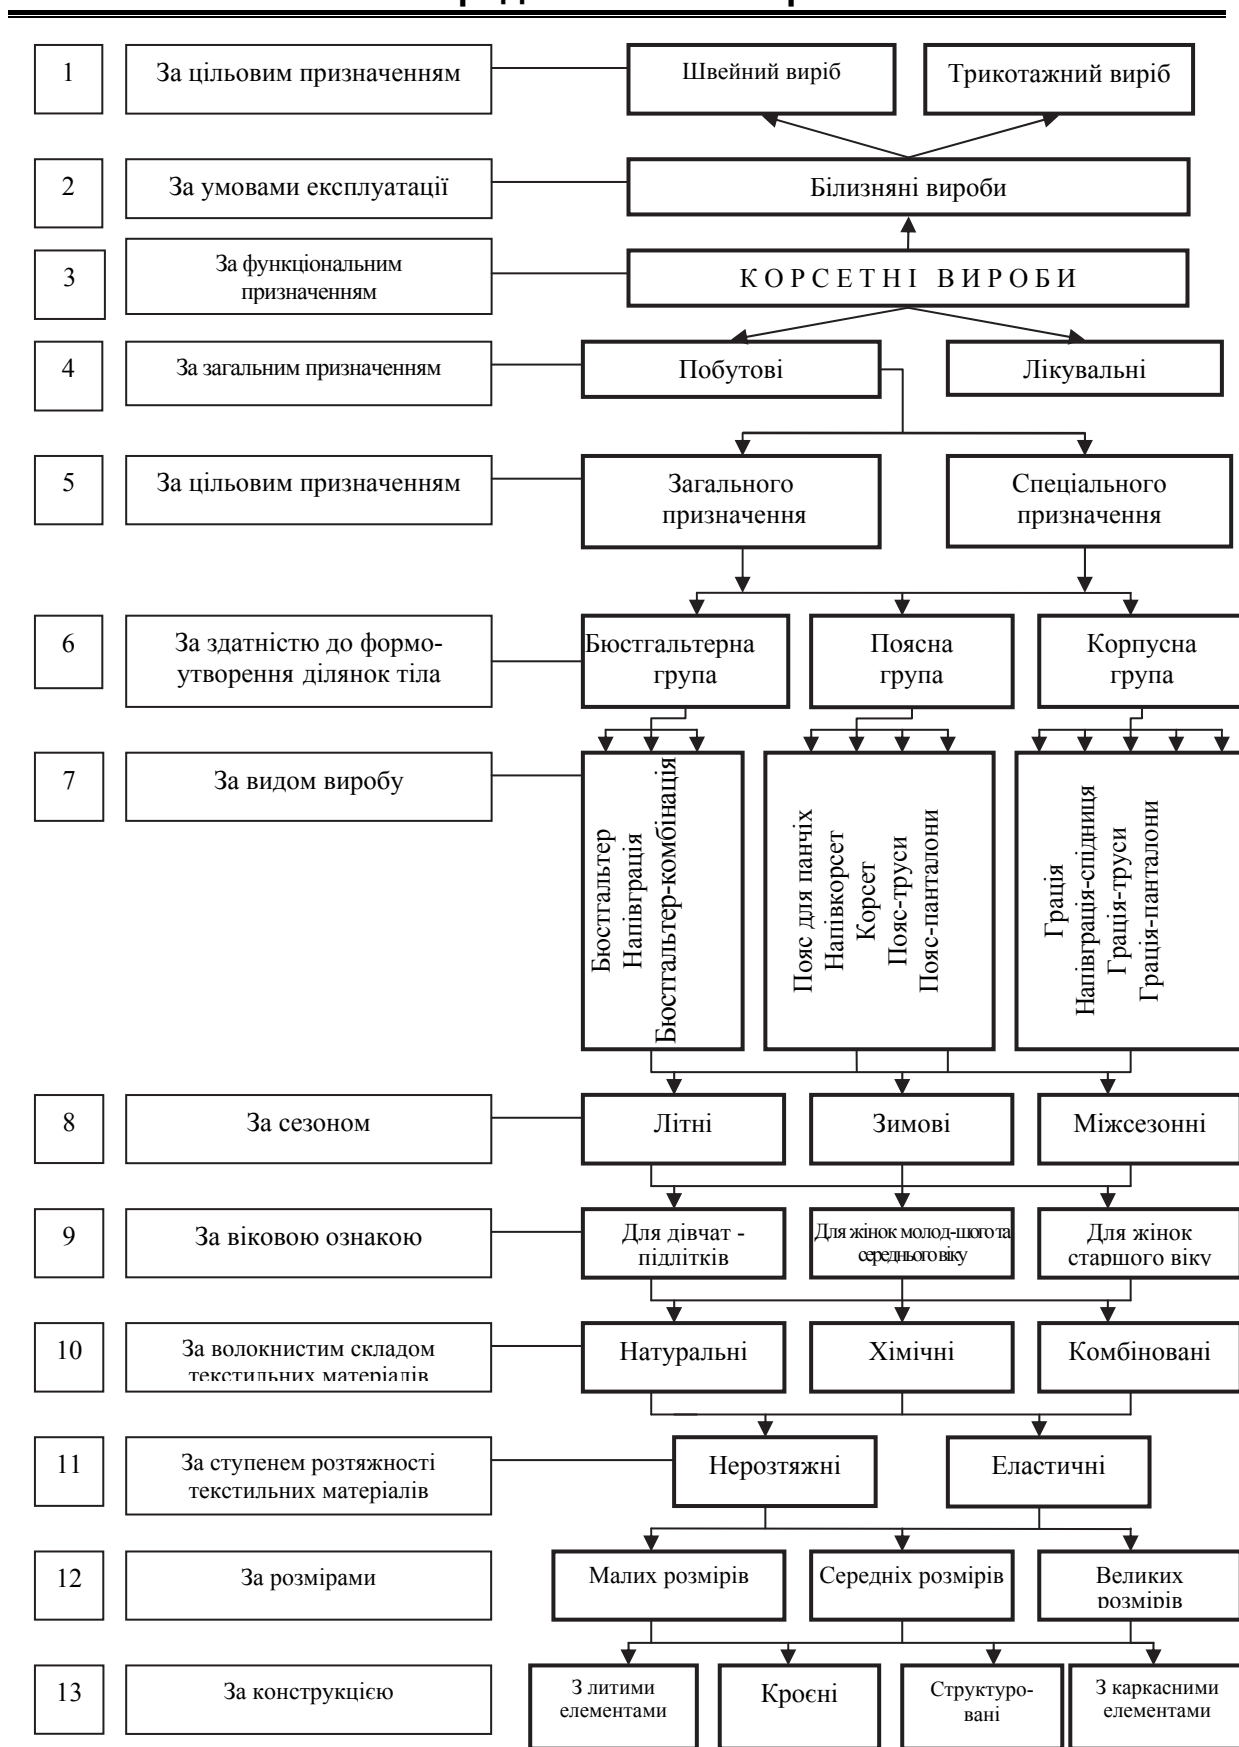 1
За цільовим призначенням
Швейний виріб
Трикотажний виріб
2
За умовами експлуатації
Білизняні вироби
3
За функціональним
призначенням
КОРСЕТНІ ВИРОБИ
4
За загальним призначенням
Побутові
Лікувальні
5
За цільовим призначенням
Загального
призначення
Спеціального
призначення
6
За здатністю до формо-
утворення ділянок тіла
Бюстгальтерна
група
Поясна
група
Корпусна
група
7
За видом виробу
Бюстгальтер
Напівграція
Бюстгальтер-комбінація
Пояс для панчіх
Напівкорсет
Корсет
Пояс-труси
Пояс-панталони
Грація
Напівграція-спідниця
Грація-труси
Грація-панталони
8
За сезоном
Літні
Зимові
Міжсезонні
9
За віковою ознакою
Для дівчат -
підлітків
Для жінок молод-шого та
середнього віку
Для жінок
старшого віку
10
За волокнистим складом
текстильних матеріалів
Натуральні
Хімічні
Комбіновані
11
За ступенем розтяжності
текстильних матеріалів
Нерозтяжні
Еластичні
12
За розмірами
Малих розмірів
Середніх розмірів
Великих
розмірів
13
За конструкцією
З литими
елементами
Кроєні
Структуро-
вані
З каркасними
елементами